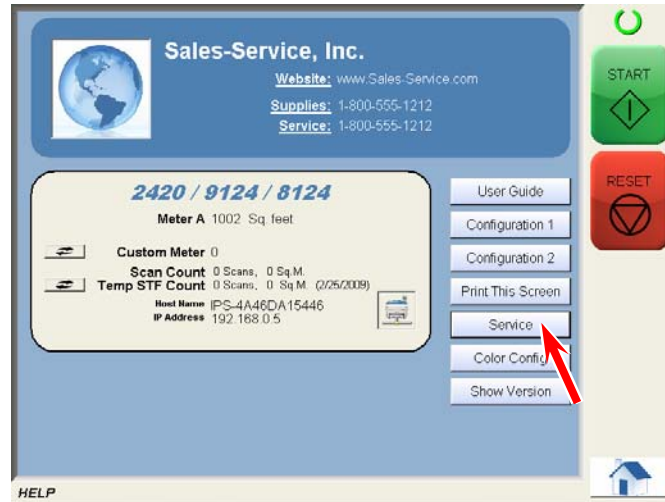 Sales-Service, Inc.
Website: www.Sales-Service.com
Supplies: 1-800-555-1212
Service: 1-800-555-1212
START
RESET
2420 / 9124 / 8124
Meter A 1002 Sq. feet
Custom Meter 0
Scan Count 0 Scans, 0 Sq.M.
Temp STF Count 0 Scans, 0 Sq.M. (2/25/2009)
Host Name IPS-4A46DA15446
IP Address 192.168.0.5
User Guide
Configuration 1
Configuration 2
Print This Screen
Service
Color Config
Show Version
HELP